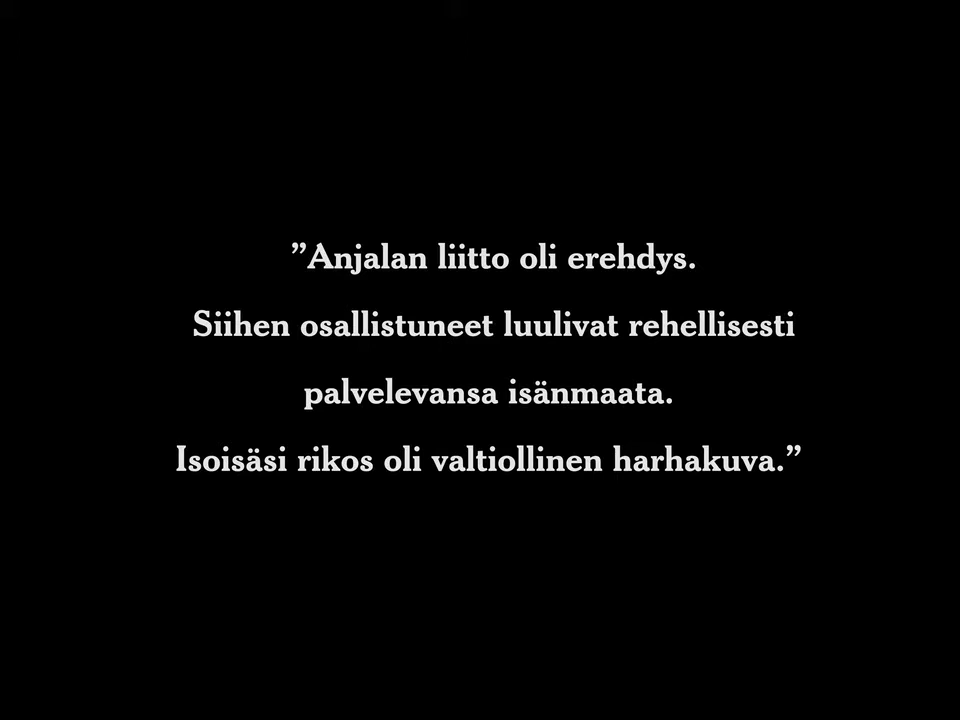 ”Anjalan liitto oli erehdys.
Siihen osallistuneet luulivat rehellisesti
palvelevansa isänmaata.
Isoisäsi rikos oli valtiollinen harhakuva.”